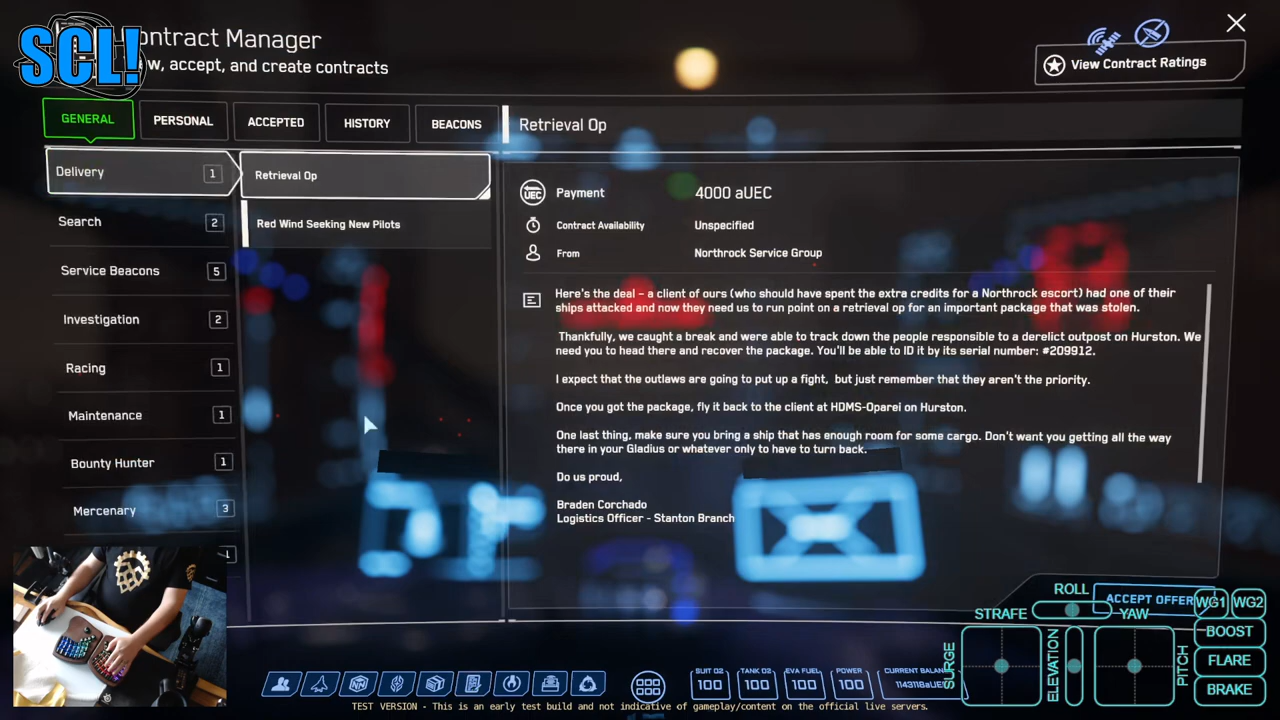 SCL!
ontract Manager
ew, accept, and create contracts
View Contract Ratings
GENERAL
PERSONAL
ACCEPTED
HISTORY
BEACONS
Delivery 1
Search 2
Service Beacons 5
Investigation 2
Racing 1
Maintenance 1
Bounty Hunter 1
Mercenary 3
1
Retrieval Op
Red Wind Seeking New Pilots
Retrieval Op
UEC Payment 4000 aUEC
Contract Availability Unspecified
From Northrock Service Group
Here's the deal – a client of ours (who should have spent the extra credits for a Northrock escort) had one of their
ships attacked and now they need us to run point on a retrieval op for an important package that was stolen.
Thankfully, we caught a break and were able to track down the people responsible to a derelict outpost on Hurston. We
need you to head there and recover the package. You'll be able to ID it by its serial number: #209912.
I expect that the outlaws are going to put up a fight, but just remember that they aren't the priority.
Once you got the package, fly it back to the client at HDMS-Oparei on Hurston.
One last thing, make sure you bring a ship that has enough room for some cargo. Don't want you getting all the way
there in your Gladius or whatever only to have to turn back.
Do us proud,
Braden Corchado
Logistics Officer - Stanton Branch
ACCEPT OFFER
ROLL
STRAFE
YAW
WG1
WG2
SURGE
ELEVATION
PITCH
BOOST
FLARE
BRAKE
SUIT O2
100
TANK O2
100
EVA FUEL
100
POWER
100
CURRENT BALAN
1143118aUE
TEST VERSION - This is an early test build and not indicative of gameplay/content on the official live servers.